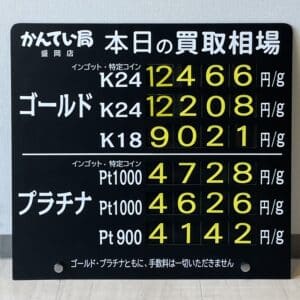 かんてい局 本日の買取相場
盛岡店
インゴット・特定コイン
K24 12466 円/g
ゴールド K24 12208 円/g
K18 9021 円/g
インゴット・特定コイン
Pt1000 4728 円/g
プラチナ Pt1000 4626 円/g
Pt900 4142 円/g
ゴールド・プラチナともに、手数料は一切いただきません